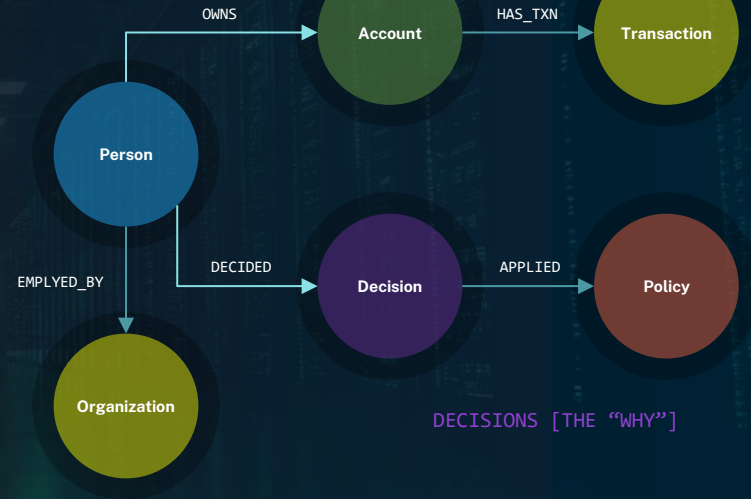 OWNS
HAS_TXN
Account
Transaction
Person
DECIDED
APPLIED
EMPLYED_BY
Decision
Policy
Organization
DECISIONS [THE “WHY”]